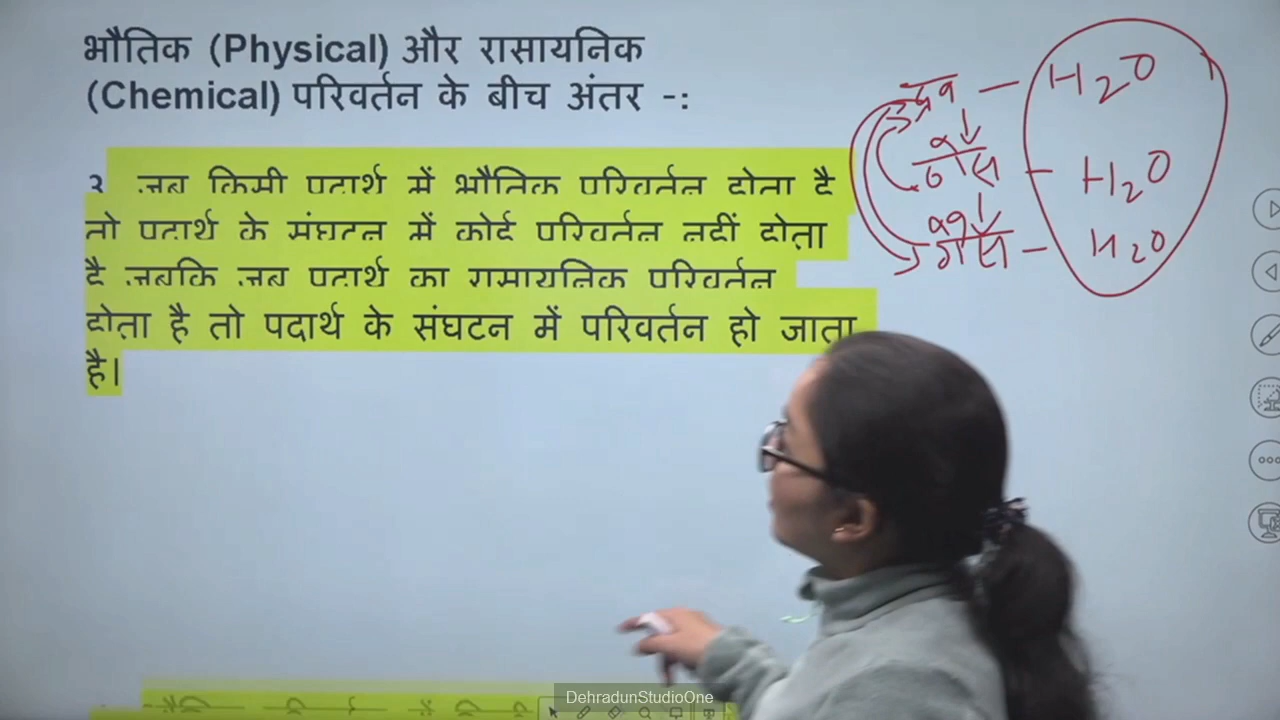 भौतिक (Physical) और रासायनिक
(Chemical) परिवर्तन के बीच अंतर -:
जब किसी पदार्थ में भौतिक परिवर्तन होता है
तो पदार्थ के संघटन में कोई परिवर्तन नहीं होता
है जबकि जब पदार्थ का रासायनिक परिवर्तन
होता है तो पदार्थ के संघटन में परिवर्तन हो जाता
है।
द्रव — H2O
ठोस — H2O
गैस — H2O
DehradunStudioOne